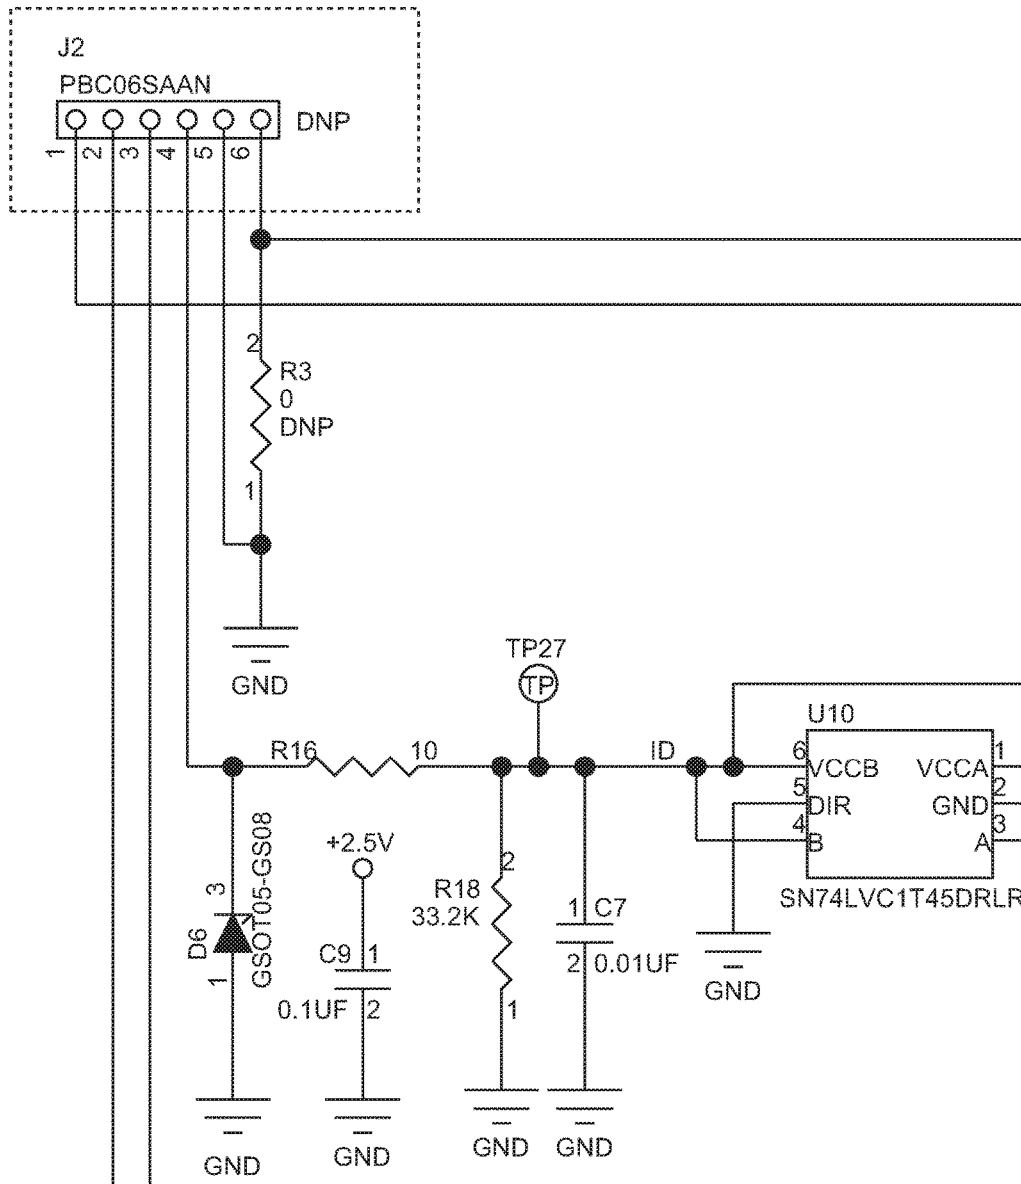 J2
PBC06SAAN
DNP
1 2 3 4 5 6
2
R3
0
DNP
1
GND
TP27
TP
U10
R16 10 ID
6 VCCB VCCA 1
5 DIR GND 2
4 B A 3
SN74LVC1T45DRLR
+2.5V
3
D6
GSOT05-GS08
1
C9 1
0.1UF 2
2
R18
33.2K
1
1 C7
2 0.01UF
GND
GND
GND
GND
GND